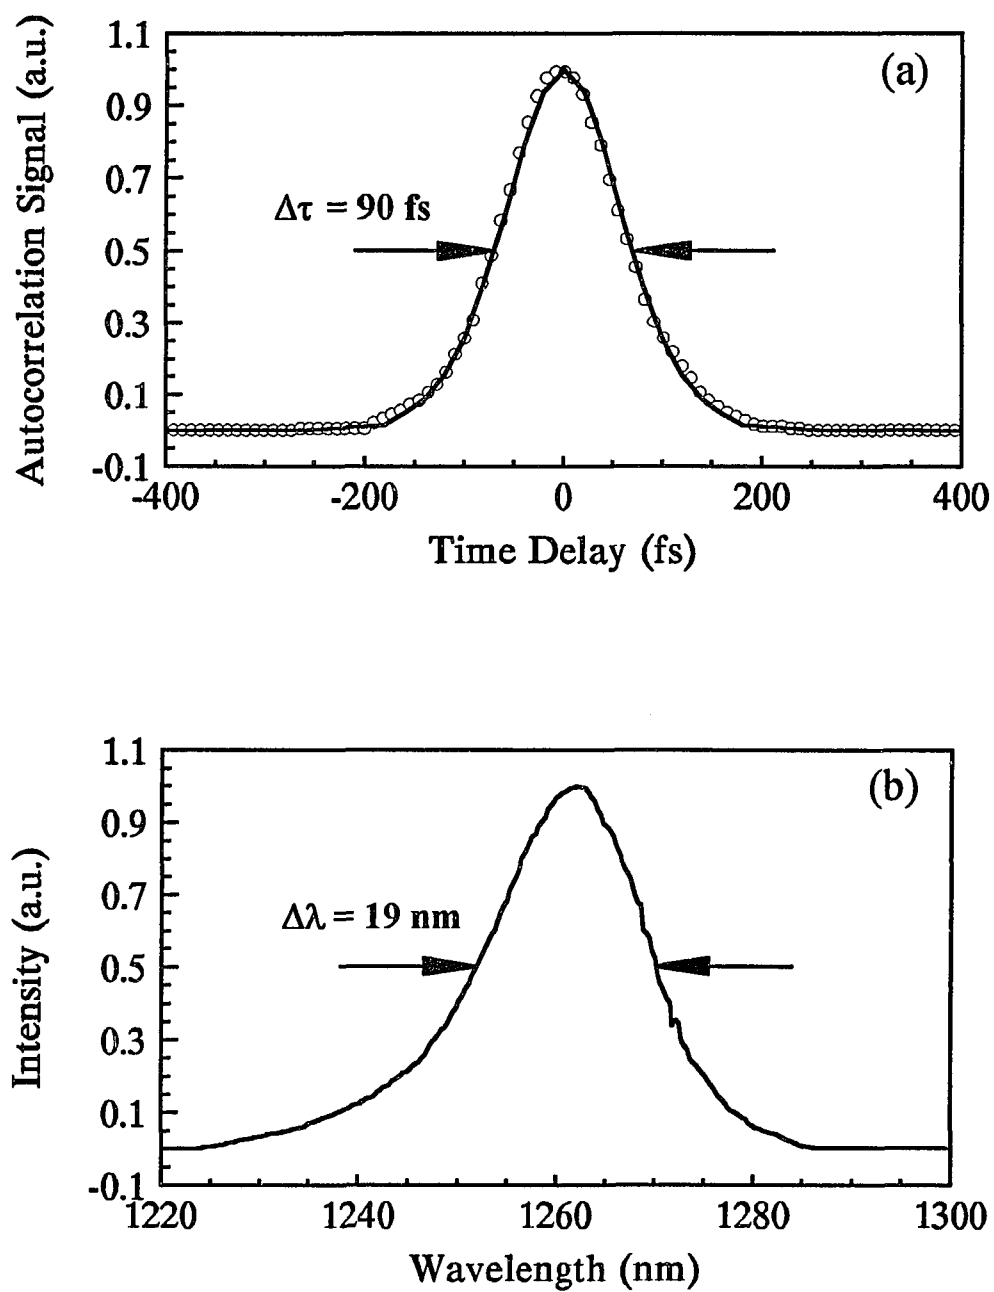 1.1
(a)
0.9
0.7
Δτ = 90 fs
0.5
0.3
0.1
-0.1
-400 -200 0 200 400
Time Delay (fs)
Autocorrelation Signal (a.u.)
1.1
(b)
0.9
0.7
Δλ = 19 nm
0.5
0.3
0.1
-0.1
1220 1240 1260 1280 1300
Wavelength (nm)
Intensity (a.u.)